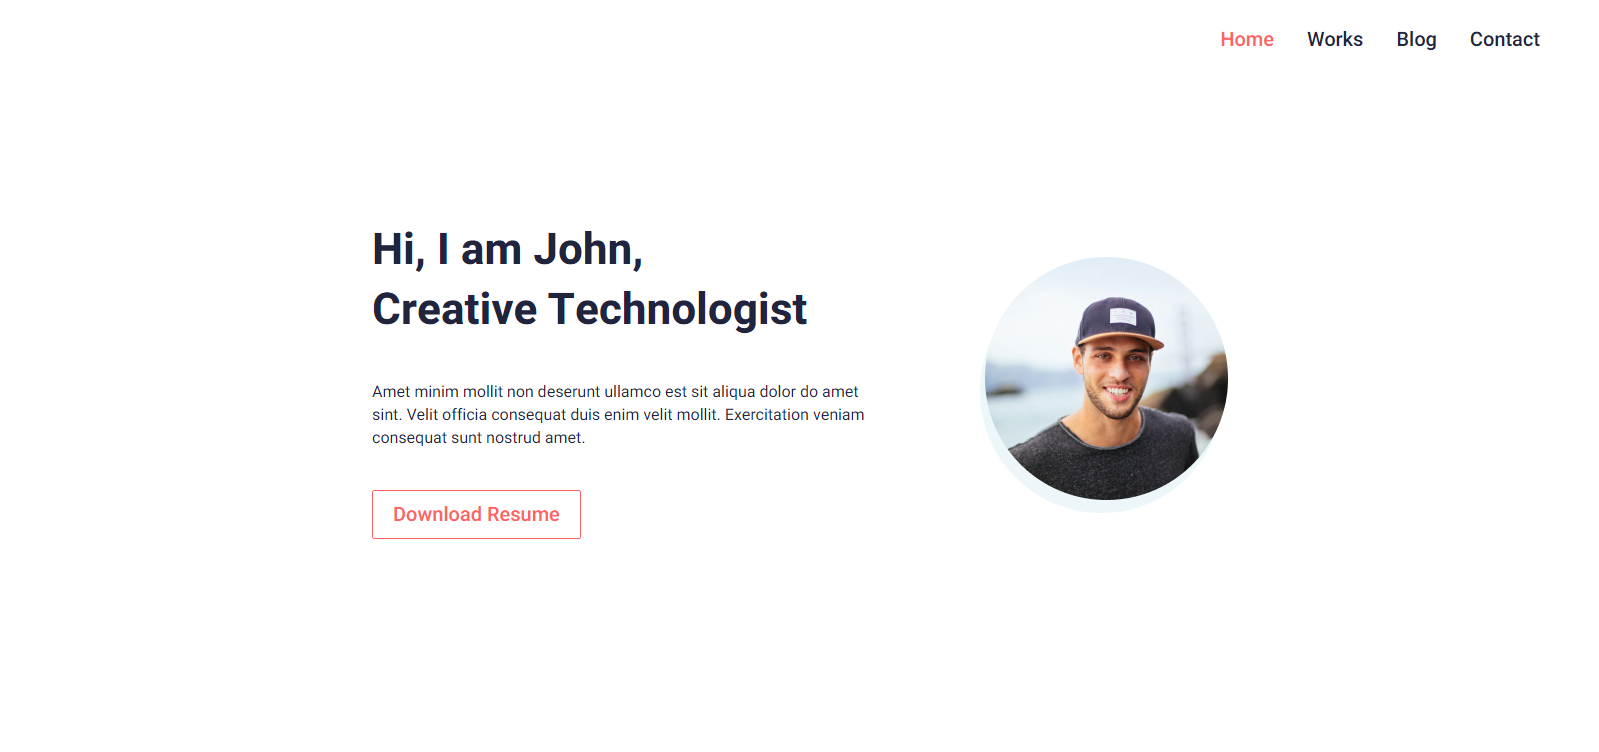 Home Works Blog Contact
Hi, I am John,
Creative Technologist
Amet minim mollit non deserunt ullamco est sit aliqua dolor do amet
sint. Velit officia consequat duis enim velit mollit. Exercitation veniam
consequat sunt nostrud amet.
Download Resume